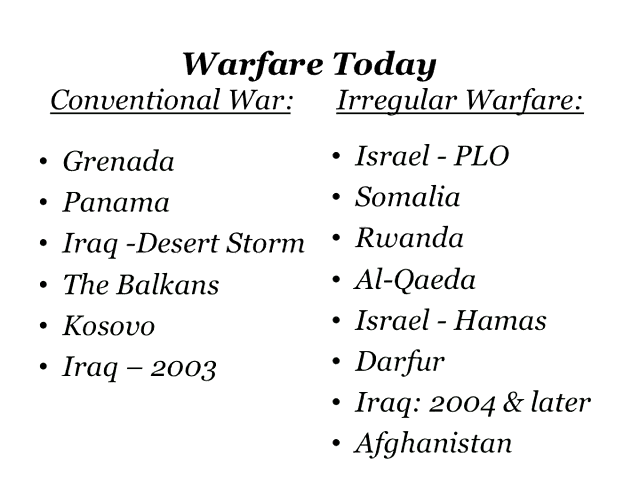 Warfare Today
Conventional War:
• Grenada
• Panama
• Iraq -Desert Storm
• The Balkans
• Kosovo
• Iraq – 2003
Irregular Warfare:
• Israel - PLO
• Somalia
• Rwanda
• Al-Qaeda
• Israel - Hamas
• Darfur
• Iraq: 2004 & later
• Afghanistan